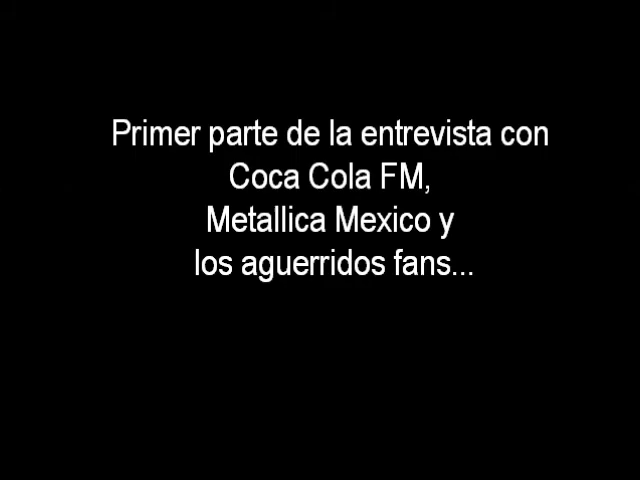 Primer parte de la entrevista con
Coca Cola FM,
Metallica Mexico y
los aguerridos fans...